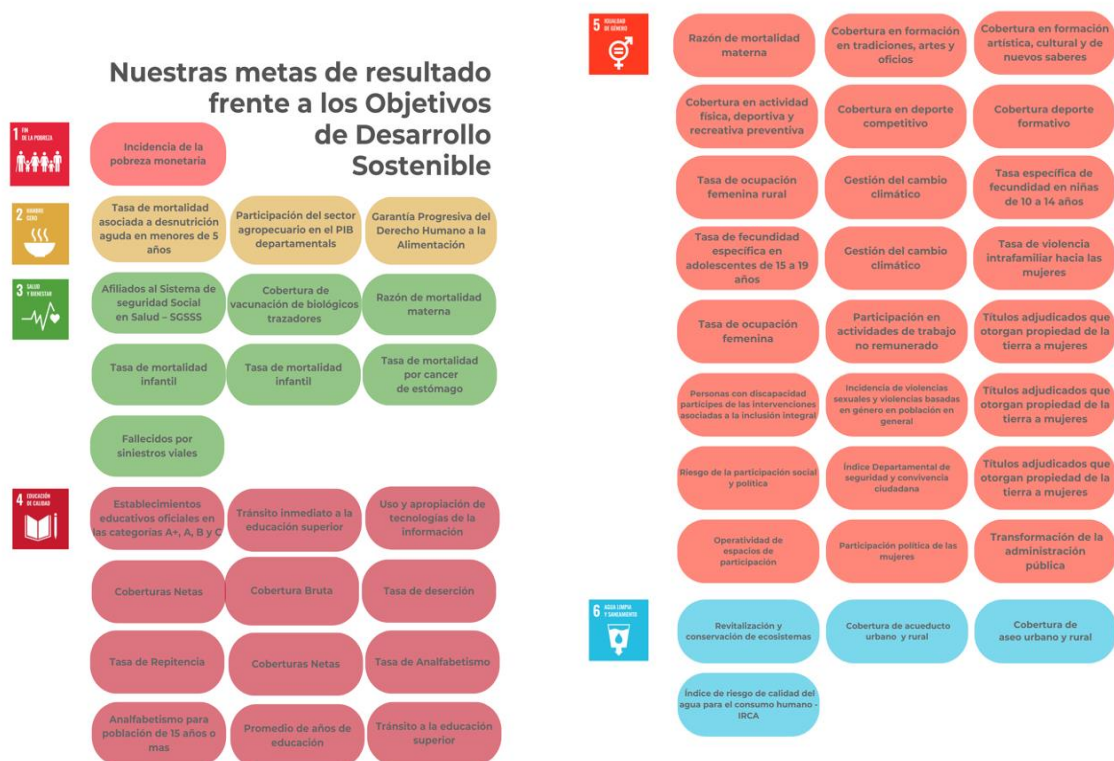 Nuestras metas de resultado
frente a los Objetivos
de Desarrollo
Sostenible
1 FIN
DE LA POBREZA
Incidencia de la
pobreza monetaria
2 HAMBRE
CERO
Tasa de mortalidad
asociada a desnutrición
aguda en menores de 5
años
Participación del sector
agropecuario en el PIB
departamentals
Garantía Progresiva del
Derecho Humano a la
Alimentación
3 SALUD
Y BIENESTAR
Afiliados al Sistema de
seguridad Social
en Salud – SGSSS
Cobertura de
vacunación de biológicos
trazadores
Razón de mortalidad
materna
Tasa de mortalidad
infantil
Tasa de mortalidad
infantil
Tasa de mortalidad
por cancer
de estómago
Fallecidos por
siniestros viales
4 EDUCACIÓN
DE CALIDAD
Establecimientos
educativos oficiales en
las categorías A+, A, B y C
Tránsito inmediato a la
educación superior
Uso y apropiación de
tecnologías de la
información
Coberturas Netas
Cobertura Bruta
Tasa de deserción
Tasa de Repitencia
Coberturas Netas
Tasa de Analfabetismo
Analfabetismo para
población de 15 años o
mas
Promedio de años de
educación
Tránsito a la educación
superior
5 IGUALDAD
DE GÉNERO
Razón de mortalidad
materna
Cobertura en formación
en tradiciones, artes y
oficios
Cobertura en formación
artística, cultural y de
nuevos saberes
Cobertura en actividad
física, deportiva y
recreativa preventiva
Cobertura en deporte
competitivo
Cobertura deporte
formativo
Tasa de ocupación
femenina rural
Gestión del cambio
climático
Tasa específica de
fecundidad en niñas
de 10 a 14 años
Tasa de fecundidad
específica en
adolescentes de 15 a 19
años
Gestión del cambio
climático
Tasa de violencia
intrafamiliar hacia las
mujeres
Tasa de ocupación
femenina
Participación en
actividades de trabajo
no remunerado
Títulos adjudicados que
otorgan propiedad de la
tierra a mujeres
Personas con discapacidad
partícipes de las intervenciones
asociadas a la inclusión integral
Incidencia de violencias
sexuales y violencias basadas
en género en población en
general
Títulos adjudicados que
otorgan propiedad de la
tierra a mujeres
Riesgo de la participación social
y política
Índice Departamental de
seguridad y convivencia
ciudadana
Títulos adjudicados que
otorgan propiedad de la
tierra a mujeres
Operatividad de
espacios de
participación
Participación política de las
mujeres
Transformación de la
administración
pública
6 AGUA LIMPIA
Y SANEAMIENTO
Revitalización y
conservación de ecosistemas
Cobertura de acueducto
urbano y rural
Cobertura de
aseo urbano y rural
Índice de riesgo de calidad del
agua para el consumo humano -
IRCA